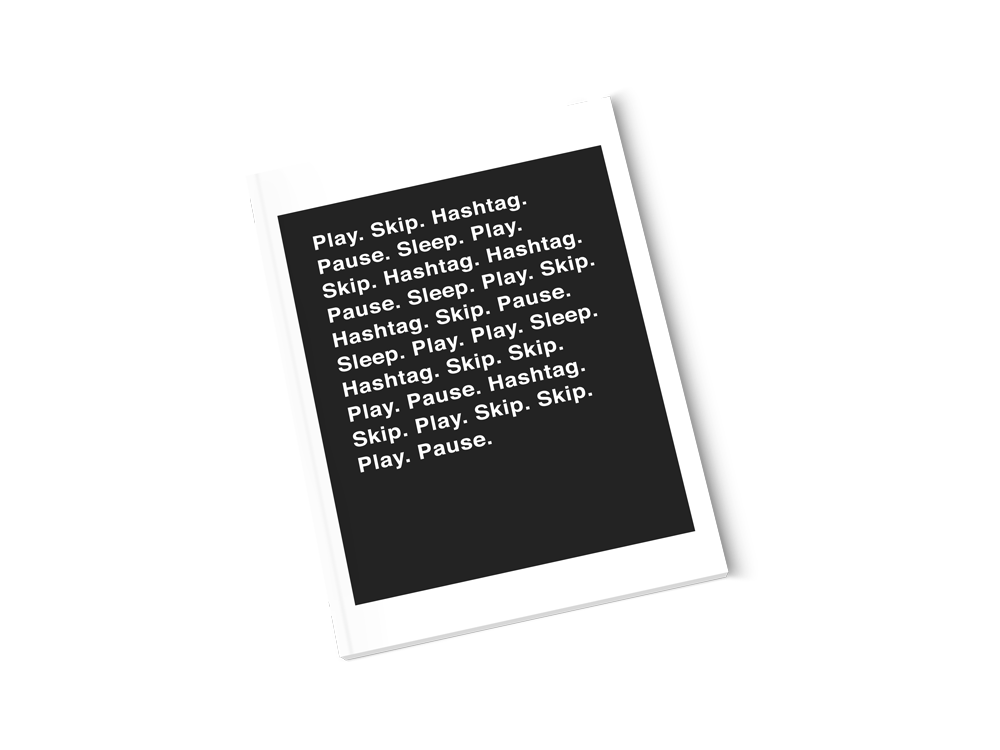 Play. Skip. Hashtag.
Pause. Sleep. Play.
Skip. Hashtag. Hashtag.
Pause. Sleep. Play. Skip.
Hashtag. Skip. Pause.
Sleep. Play. Play. Sleep.
Hashtag. Skip. Skip.
Play. Pause. Hashtag.
Skip. Play. Skip. Skip.
Play. Pause.